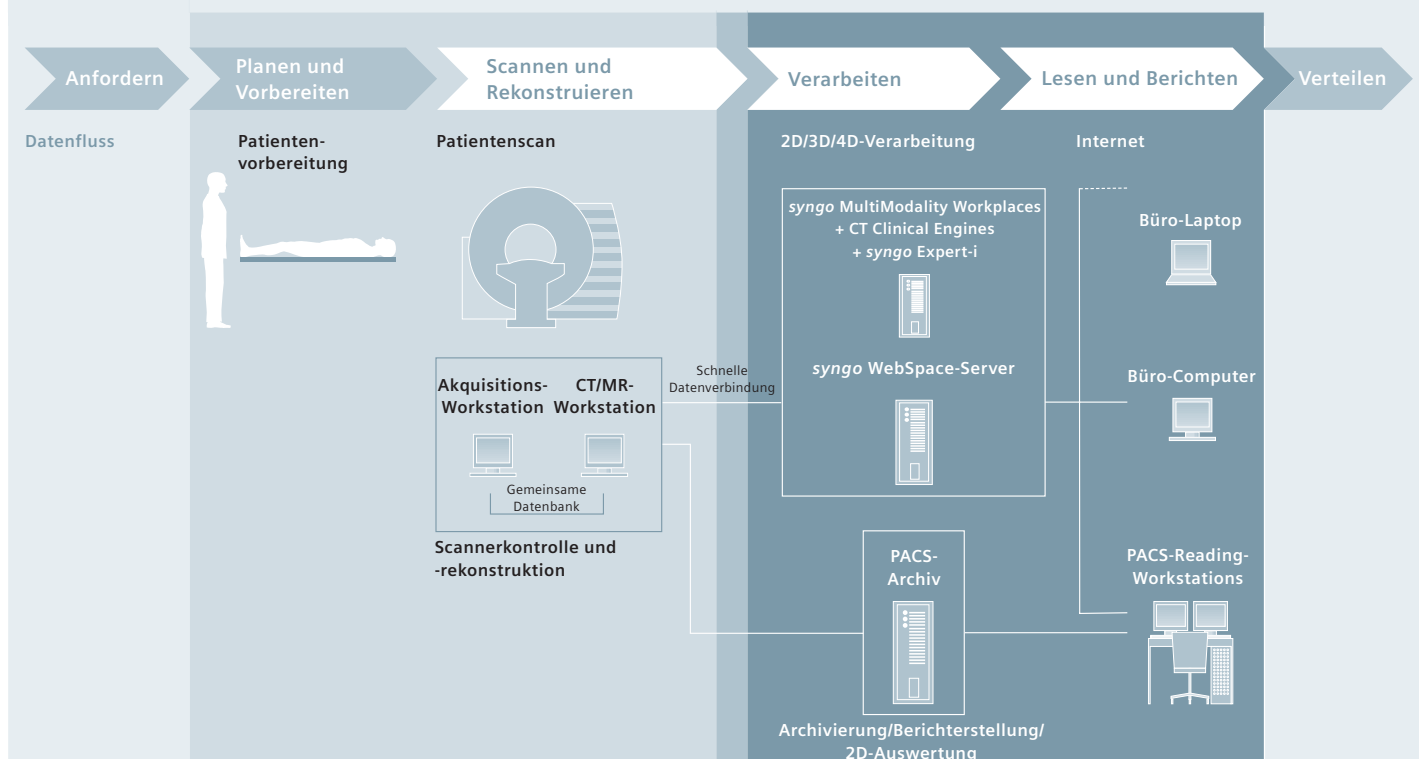 Anfordern
Planen und
Vorbereiten
Scannen und
Rekonstruieren
Verarbeiten
Lesen und Berichten
Verteilen
Datenfluss
Patienten-
vorbereitung
Patientenscan
2D/3D/4D-Verarbeitung
Internet
syngo MultiModality Workplaces
+ CT Clinical Engines
+ syngo Expert-i
Büro-Laptop
Akquisitions-
Workstation
CT/MR-
Workstation
Schnelle
Datenverbindung
syngo WebSpace-Server
Büro-Computer
Gemeinsame
Datenbank
Scannerkontrolle und
-rekonstruktion
PACS-
Archiv
PACS-Reading-
Workstations
Archivierung/Berichterstellung/
2D-Auswertung